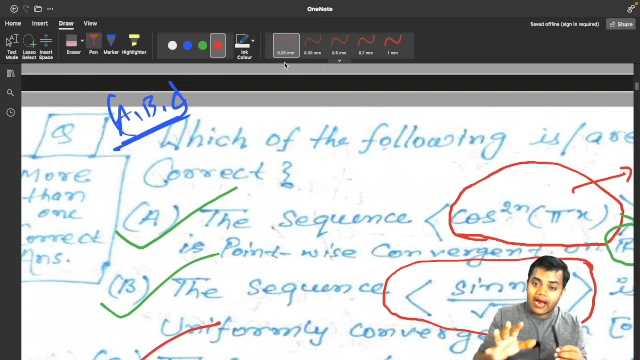 OneNote
Home Insert Draw View
Saved offline (sign in required)
Share
Text Mode
Lasso Select
Insert Space
Eraser
Pen
Marker
Highlighter
Ink Colour
0.25 mm
0.35 mm
0.5 mm
0.7 mm
1 mm
(A, B,
Q Which of the following is/are
More Correct }
than
one (A) The Sequence < cos²ⁿ(πx) >
Correct is Point-wise Convergent on
Ans.
(B) The Sequence < sin
Uniformly convergen